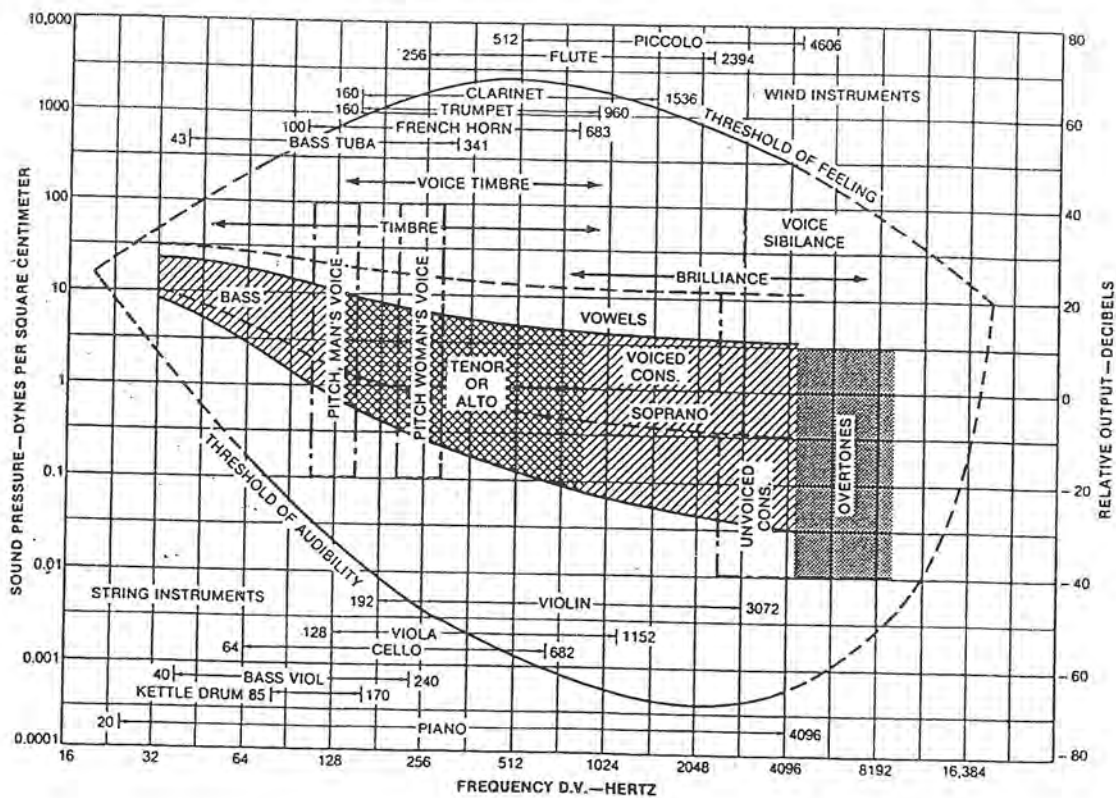 10,000
1000
100
10
1
0.1
0.01
0.001
0.0001
SOUND PRESSURE—DYNES PER SQUARE CENTIMETER
80
60
40
20
0
-20
-40
-60
-80
RELATIVE OUTPUT—DECIBELS
512 PICCOLO 4606
256 FLUTE 2394
160 CLARINET 1536
WIND INSTRUMENTS
160 TRUMPET 960
100 FRENCH HORN 683
43 BASS TUBA 341
THRESHOLD OF FEELING
VOICE TIMBRE
TIMBRE
VOICE
SIBILANCE
BRILLIANCE
BASS
PITCH MAN'S VOICE
PITCH WOMAN'S VOICE
VOWELS
TENOR
OR
ALTO
VOICED
CONS.
SOPRANO
UNVOICED
CONS.
OVERTONES
THRESHOLD OF AUDIBILITY
STRING INSTRUMENTS
192 VIOLIN 3072
128 VIOLA 1152
64 CELLO 682
40 BASS VIOL 240
KETTLE DRUM 85 170
20 PIANO 4096
16 32 64 128 256 512 1024 2048 4096 8192 16,384
FREQUENCY D.V.—HERTZ